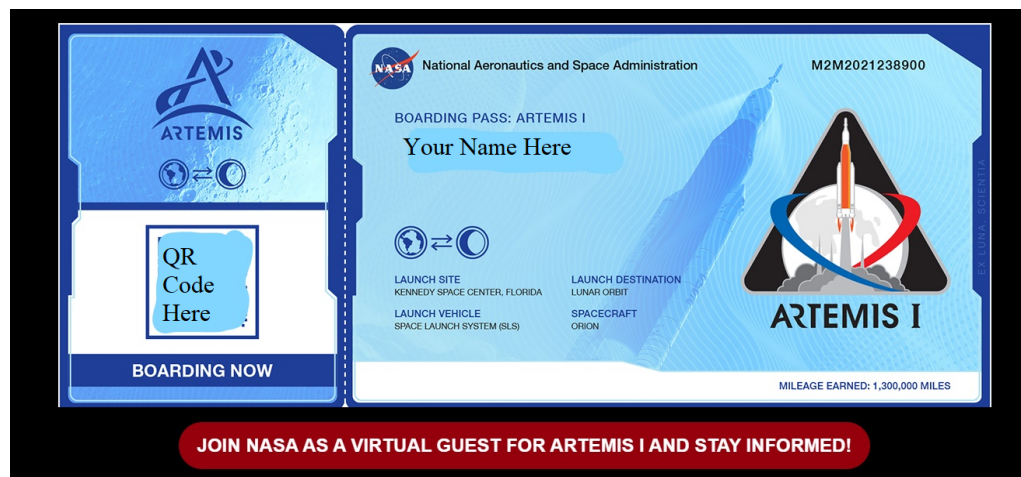 ARTEMIS
QR
Code
Here
BOARDING NOW
NASA
National Aeronautics and Space Administration
M2M2021238900
BOARDING PASS: ARTEMIS I
Your Name Here
LAUNCH SITE
KENNEDY SPACE CENTER, FLORIDA
LAUNCH DESTINATION
LUNAR ORBIT
LAUNCH VEHICLE
SPACE LAUNCH SYSTEM (SLS)
SPACECRAFT
ORION
ARTEMIS I
EX LUNA, SCIENTIA
MILEAGE EARNED: 1,300,000 MILES
JOIN NASA AS A VIRTUAL GUEST FOR ARTEMIS I AND STAY INFORMED!